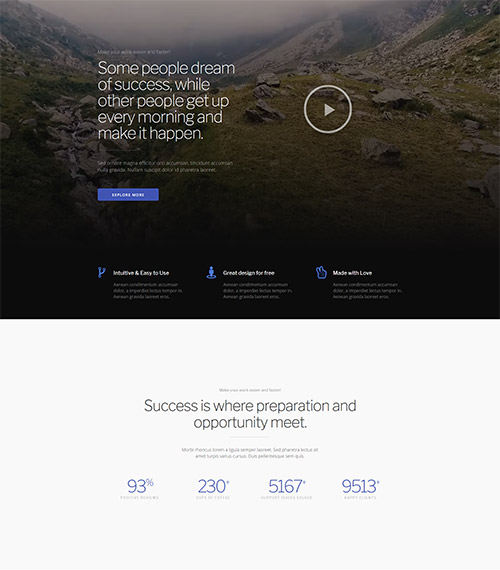 Make your work easier and faster!
Some people dream
of success, while
other people get up
every morning and
make it happen.
Sed ornare magna efficitur orci accumsan, tincidunt accumsan
nulla gravida. Nullam suscipit dolor id pharetra laoreet.
EXPLORE MORE
Intuitive & Easy to Use
Aenean condimentum accumsan
dolor, a imperdiet lectus tempor in.
Aenean gravida laoreet eros.
Great design for free
Aenean condimentum accumsan
dolor, a imperdiet lectus tempor in.
Aenean gravida laoreet eros.
Made with Love
Aenean condimentum accumsan
dolor, a imperdiet lectus tempor in.
Aenean gravida laoreet eros.
Make your work easier and faster!
Success is where preparation and
opportunity meet.
Morbi rhoncus lorem a ligula semper laoreet. Sed pharetra lectus sit
amet turpis varius cursus. Duis pellentesque sem quis.
93% 230+ 5167+ 9513+
POSITIVE REVIEWS CUPS OF COFFEE SUPPORT ISSUES SOLVED HAPPY CLIENTS